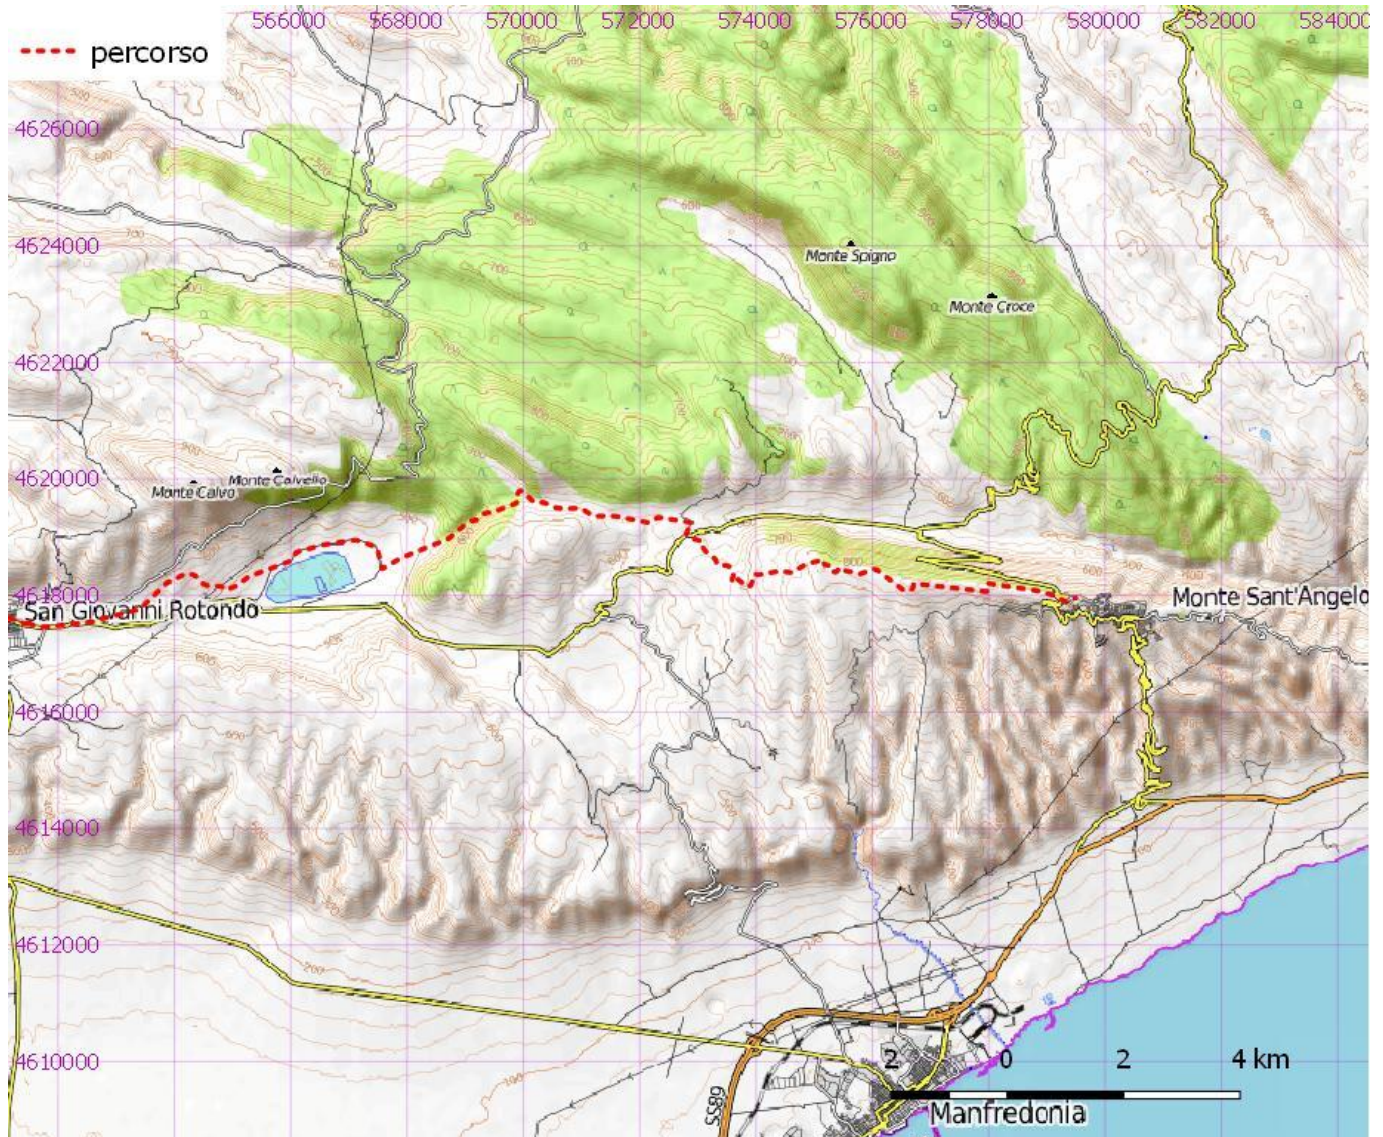 566000 568000 570000 572000 574000 576000 578000 580000 582000 584000
percorso
4626000
4624000
Monte Spigno
Monte Croce
4622000
4620000
Monte Calvello
Monte Calvo
4618000
San Giovanni Rotondo
Monte Sant'Angelo
4616000
4614000
4612000
4610000
2 0 2 4 km
SS89
Manfredonia